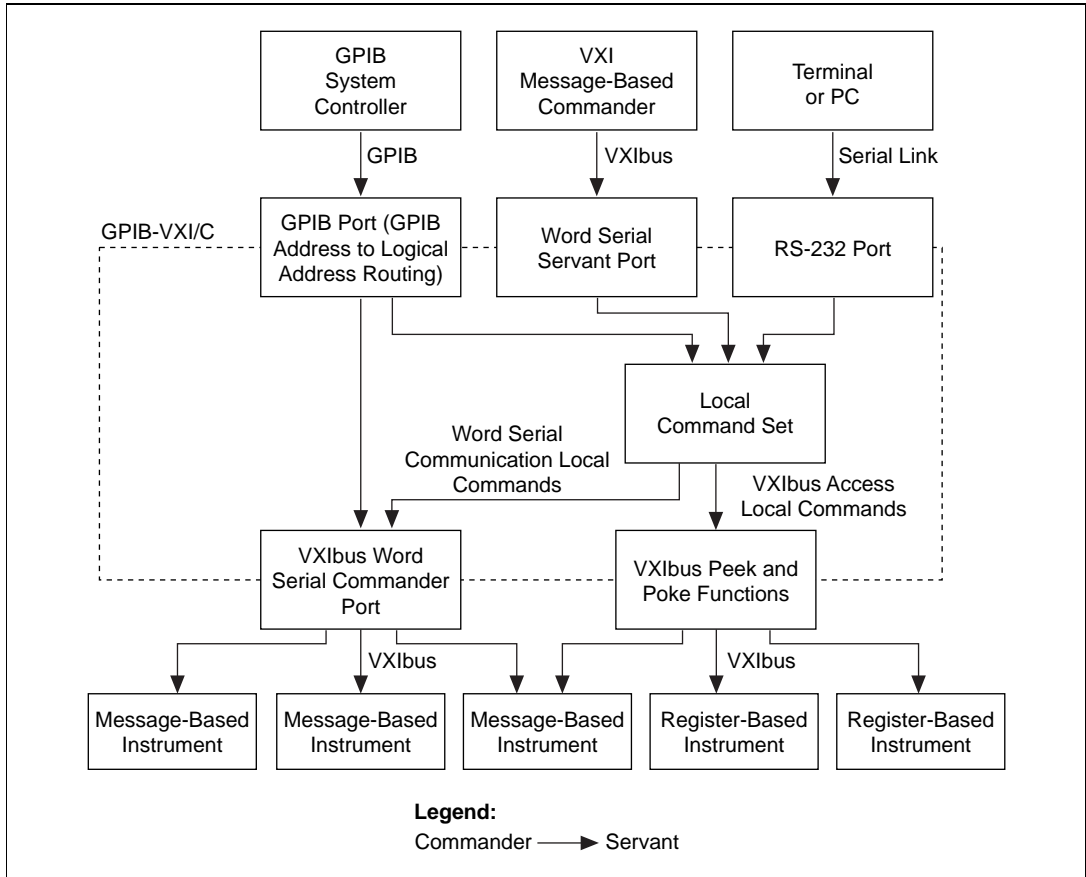 GPIB
System
Controller
VXI
Message-Based
Commander
Terminal
or PC
GPIB
VXIbus
Serial Link
GPIB-VXI/C
GPIB Port (GPIB
Address to Logical
Address Routing)
Word Serial
Servant Port
RS-232 Port
Local
Command Set
Word Serial
Communication Local
Commands
VXIbus Access
Local Commands
VXIbus Word
Serial Commander
Port
VXIbus Peek and
Poke Functions
VXIbus
VXIbus
Message-Based
Instrument
Message-Based
Instrument
Message-Based
Instrument
Register-Based
Instrument
Register-Based
Instrument
Legend:
Commander Servant